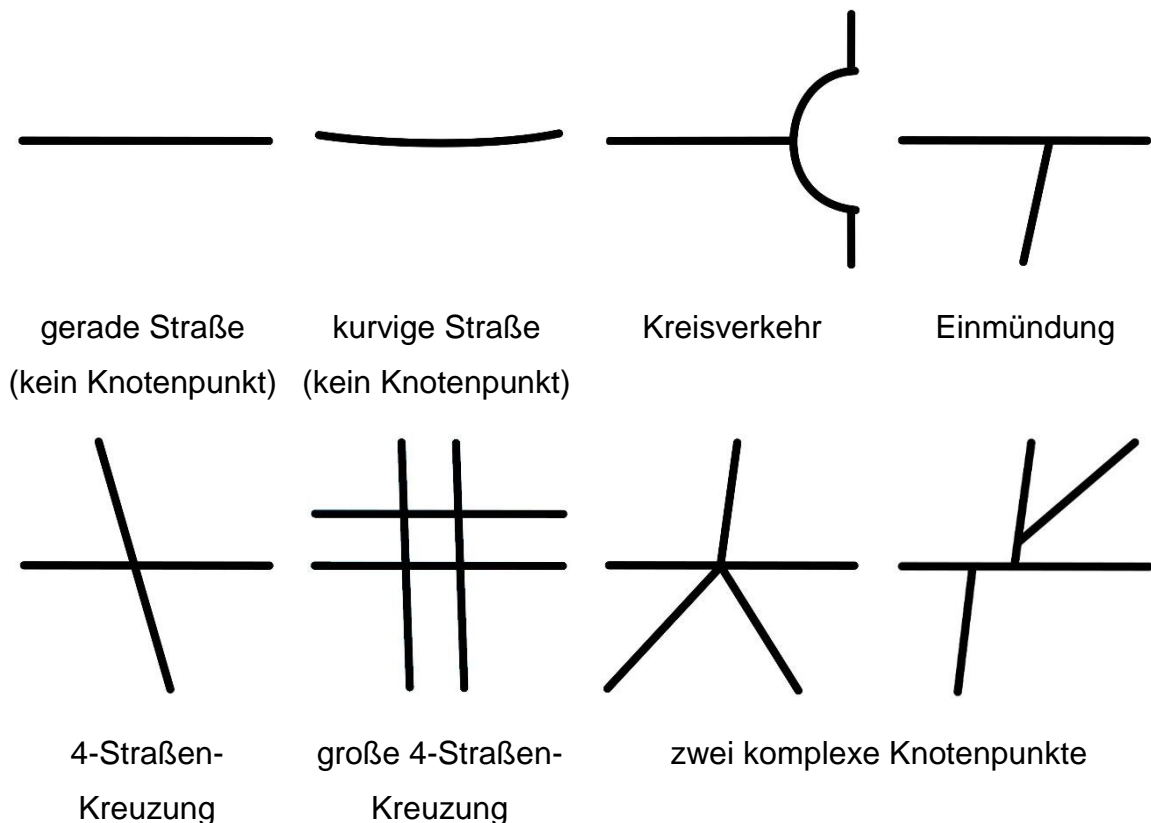 gerade Straße
(kein Knotenpunkt)
kurvige Straße
(kein Knotenpunkt)
Kreisverkehr
Einmündung
4-Straßen-
Kreuzung
große 4-Straßen-
Kreuzung
zwei komplexe Knotenpunkte